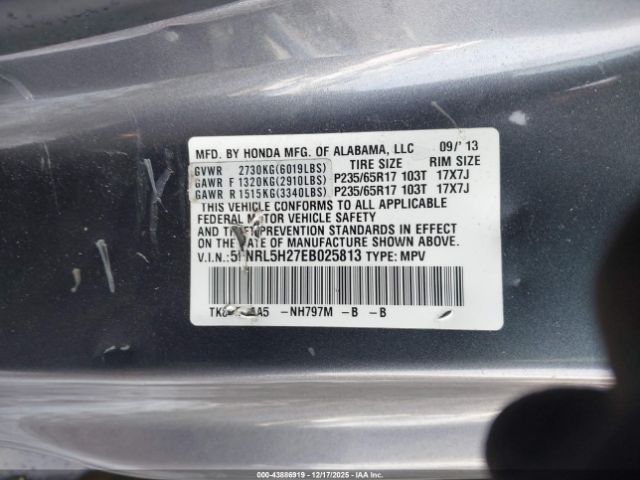 MFD. BY HONDA MFG. OF ALABAMA, LLC 09/'13
TIRE SIZE RIM SIZE
GVWR 2730KG(6019LBS)
GAWR F 1320KG(2910LBS) P235/65R17 103T 17X7J
GAWR R 1515KG(3340LBS) P235/65R17 103T 17X7J
THIS VEHICLE CONFORMS TO ALL APPLICABLE
FEDERAL MOTOR VEHICLE SAFETY
AND THEFT PREVENTION STANDARDS IN EFFECT ON
THE DATE OF MANUFACTURE SHOWN ABOVE.
V.I.N.: NRL5H27EB025813 TYPE: MPV
-NH797M -B -B
000-43886919 - 12/17/2025 - Copyright IAA, LLC